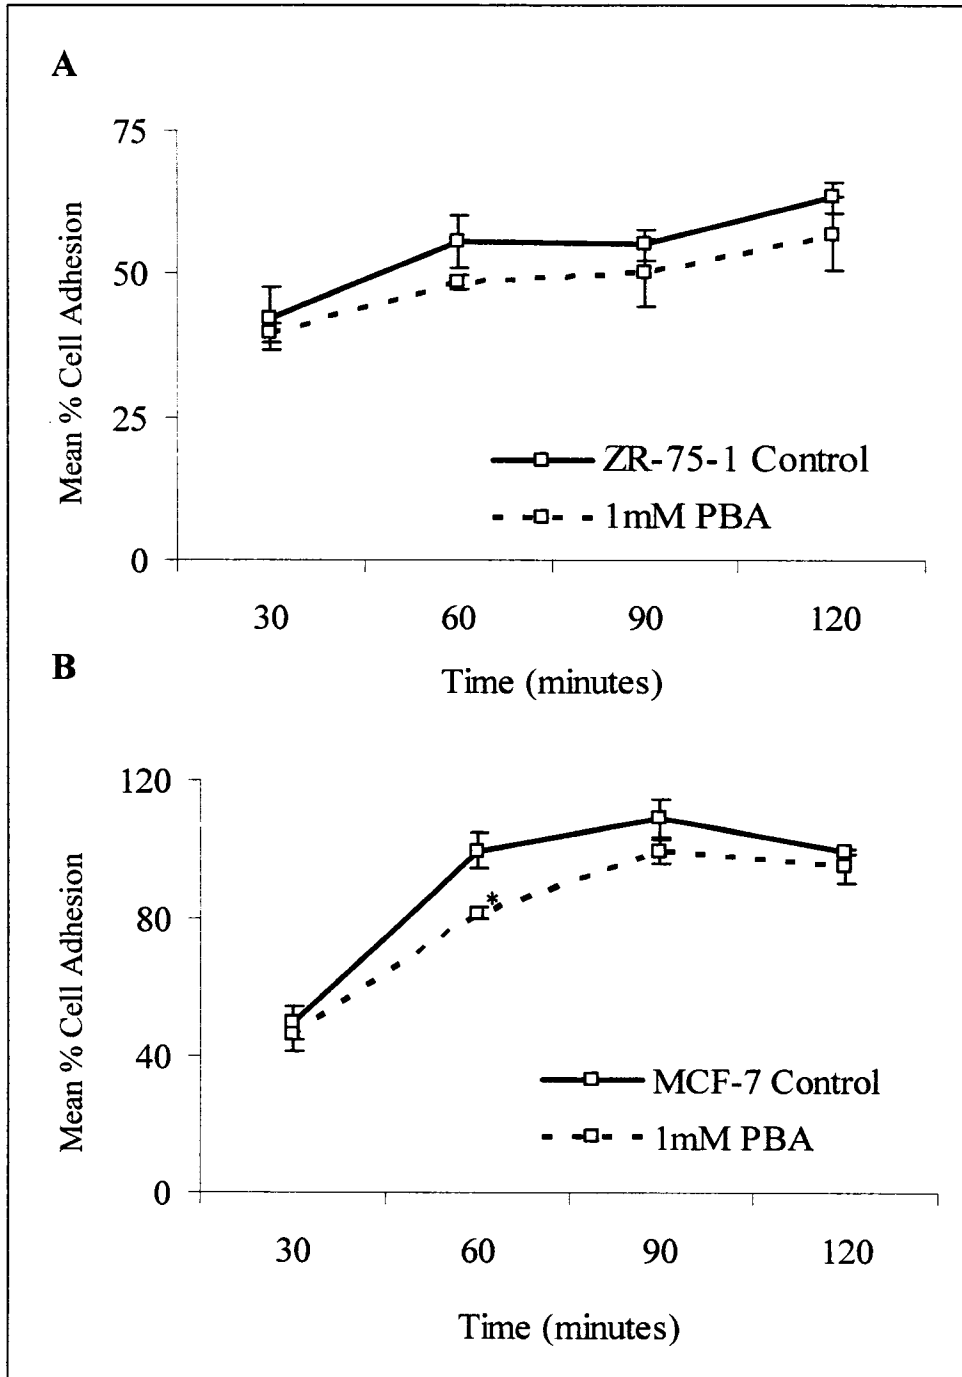 A
75
50
25
0
Mean % Cell Adhesion
ZR-75-1 Control
1mM PBA
30 60 90 120
Time (minutes)
B
120
80
40
0
Mean % Cell Adhesion
*
MCF-7 Control
1mM PBA
30 60 90 120
Time (minutes)